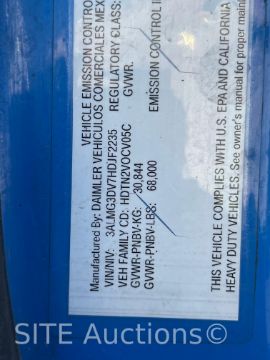 VEHICLE EMISSION CONTROL
MANUFACTURED BY: DAIMLER VEHICULOS COMERCIALES MEX
VIN/NIV: 3ALMG3DV7HDJF2235 REGULATORY CLASS:
VEH FAMILY CD: HDTN2VOCV05C GVWR.
GVWR-PNBV-KG: 30,844
GVWR-PNBV-LBS: 68,000 EMISSION CONTROL
THIS VEHICLE COMPLIES WITH U.S. EPA AND CALIFORNIA
HEAVY DUTY VEHICLES. See owner's manual for proper main
SITE Auctions.com